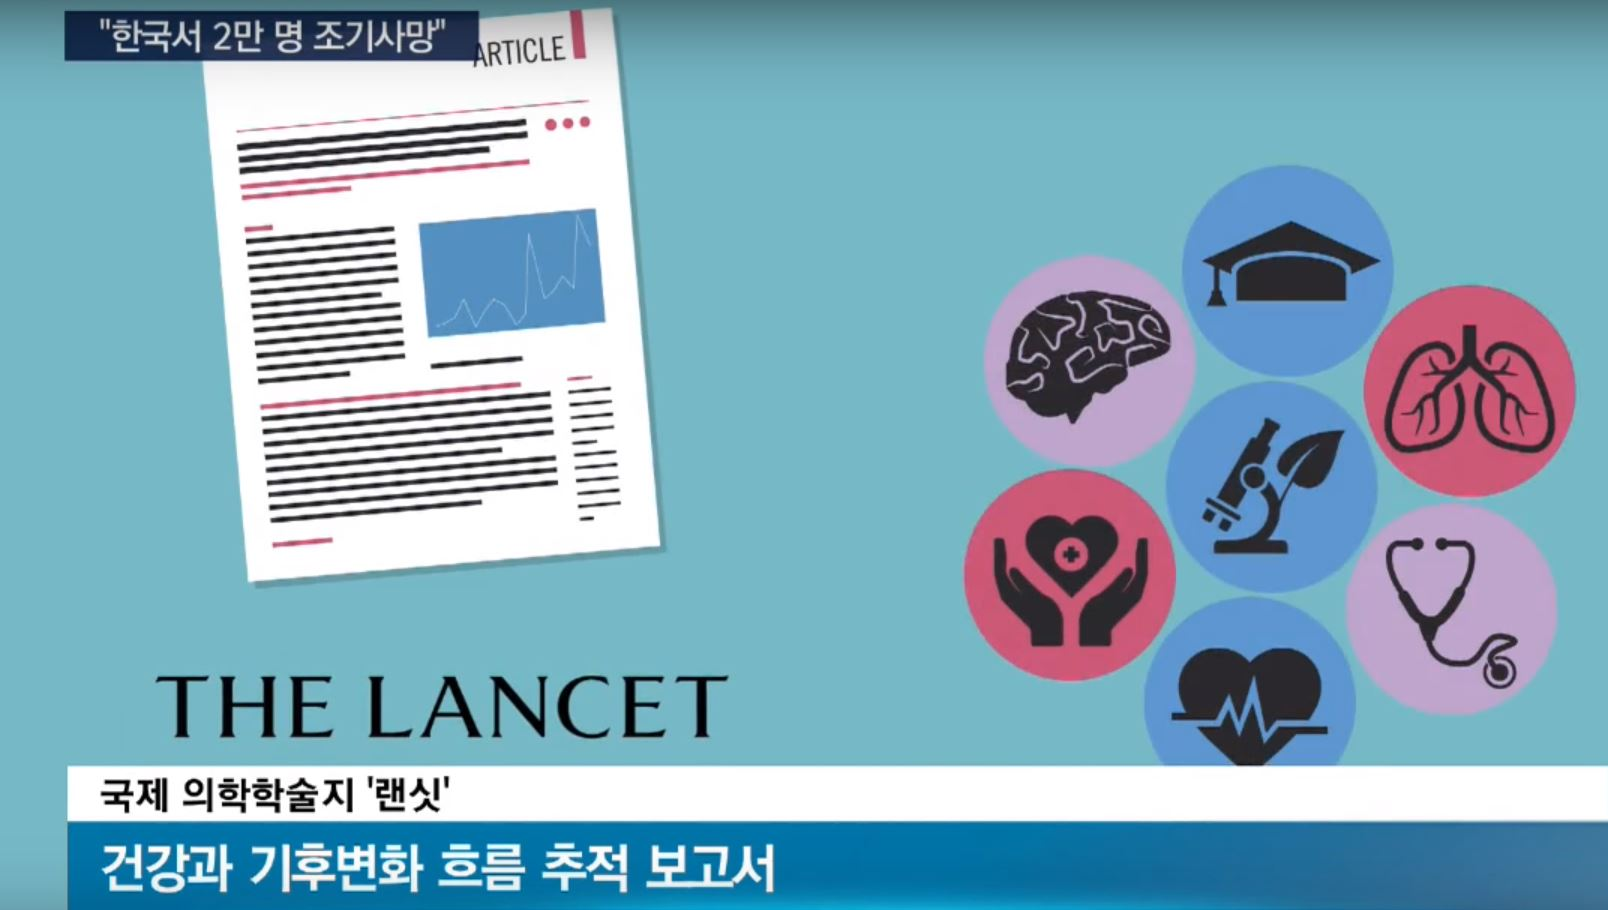 "한국서 2만 명 조기사망"
ARTICLE
THE LANCET
국제 의학학술지 '랜싯'
건강과 기후변화 흐름 추적 보고서